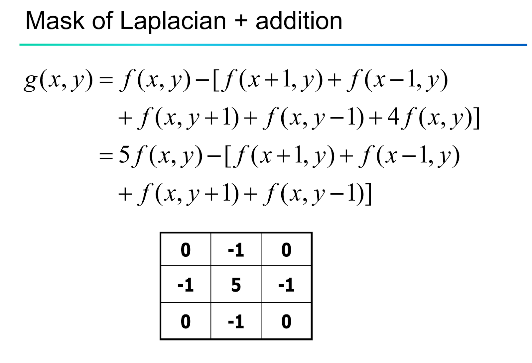 Mask of Laplacian + addition
g(x, y) = f(x, y)−[f(x+1, y)+ f(x−1, y)
+ f(x, y+1)+ f(x, y−1)+4f(x, y)]
= 5f(x, y)−[f(x+1, y)+ f(x−1, y)
+ f(x, y+1)+ f(x, y−1)]
0 -1 0
-1 5 -1
0 -1 0